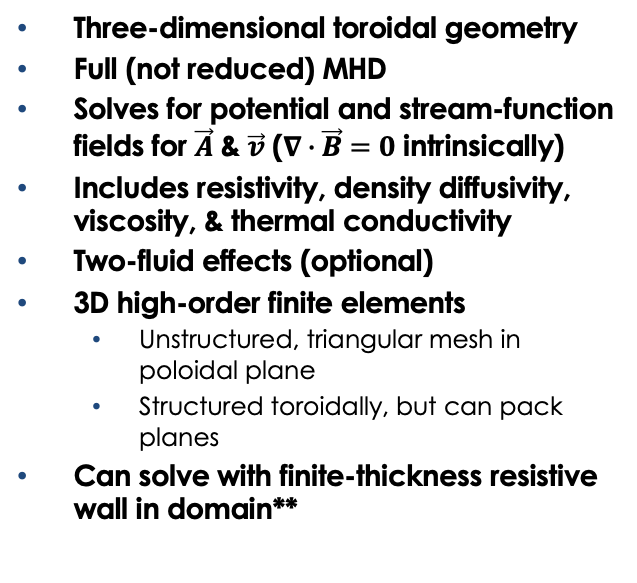 • Three-dimensional toroidal geometry
• Full (not reduced) MHD
• Solves for potential and stream-function
fields for $\vec{A}$ & $\vec{v}$ ($\nabla \cdot \vec{B} = 0$ intrinsically)
• Includes resistivity, density diffusivity,
viscosity, & thermal conductivity
• Two-fluid effects (optional)
• 3D high-order finite elements
• Unstructured, triangular mesh in
poloidal plane
• Structured toroidally, but can pack
planes
• Can solve with finite-thickness resistive
wall in domain**